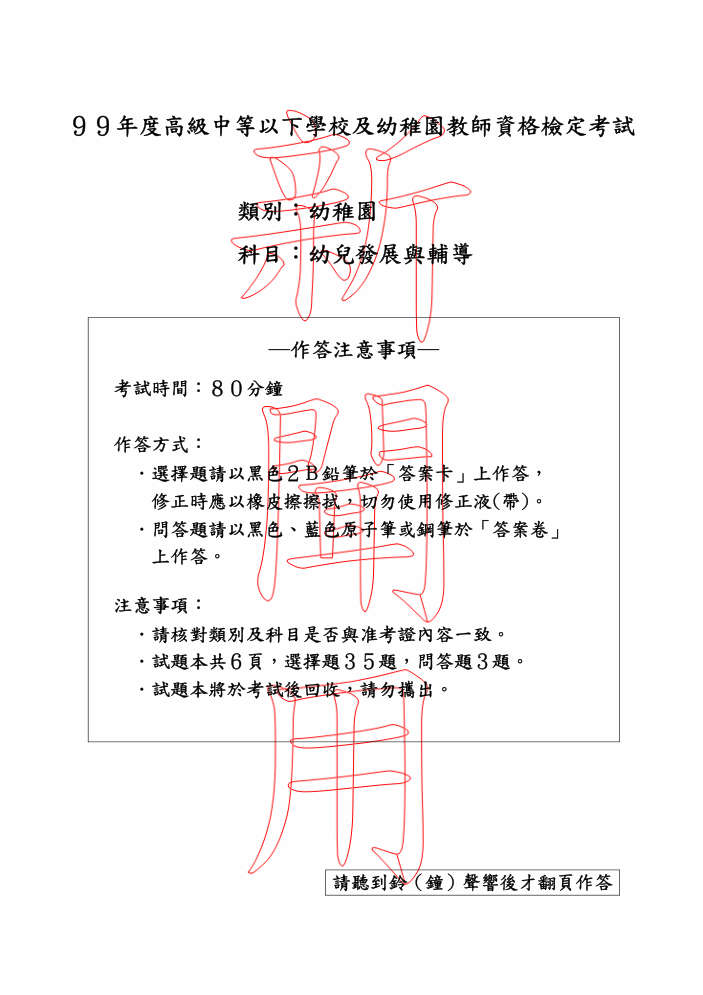 ９９年度高級中等以下學校及幼稚園教師資格檢定考試
類別：幼稚園
科目：幼兒發展與輔導
—作答注意事項—
考試時間：８０分鐘
作答方式：
．選擇題請以黑色２Ｂ鉛筆於「答案卡」上作答，
修正時應以橡皮擦擦拭，切勿使用修正液(帶)。
．問答題請以黑色、藍色原子筆或鋼筆於「答案卷」
上作答。
注意事項：
．請核對類別及科目是否與准考證內容一致。
．試題本共６頁，選擇題３５題，問答題３題。
．試題本將於考試後回收，請勿攜出。
請聽到鈴（鐘）聲響後才翻頁作答
新聞用